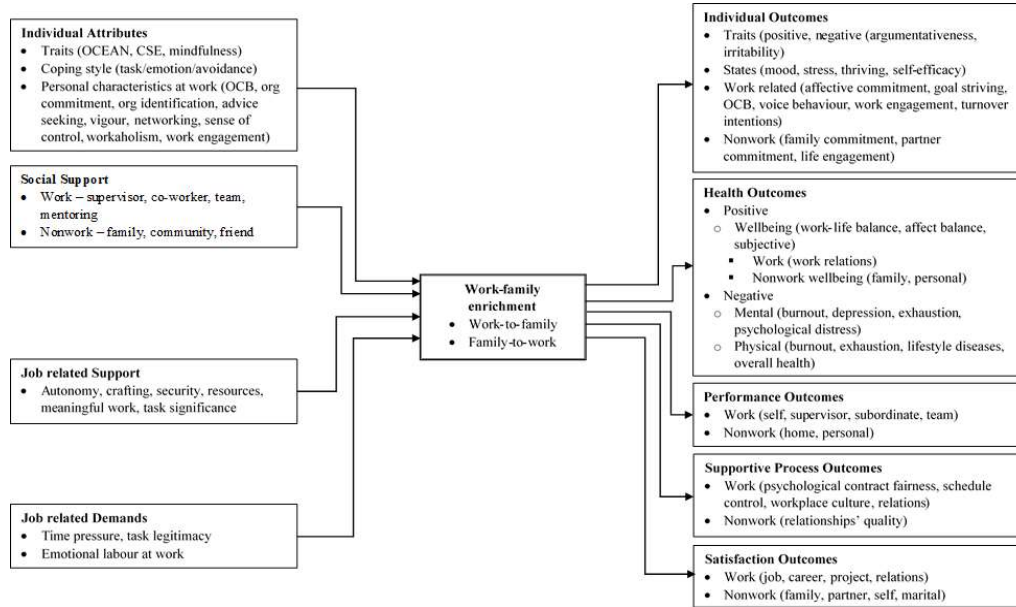 Individual Attributes
• Traits (OCEAN, CSE, mindfulness)
• Coping style (task/emotion/avoidance)
• Personal characteristics at work (OCB, org
commitment, org identification, advice
seeking, vigour, networking, sense of
control, workaholism, work engagement)
Social Support
• Work – supervisor, co-worker, team,
mentoring
• Nonwork – family, community, friend
Job related Support
• Autonomy, crafting, security, resources,
meaningful work, task significance
Job related Demands
• Time pressure, task legitimacy
• Emotional labour at work
Work-family
enrichment
• Work-to-family
• Family-to-work
Individual Outcomes
• Traits (positive, negative (argumentativeness,
irritability)
• States (mood, stress, thriving, self-efficacy)
• Work related (affective commitment, goal striving,
OCB, voice behaviour, work engagement, turnover
intentions)
• Nonwork (family commitment, partner
commitment, life engagement)
Health Outcomes
• Positive
○ Wellbeing (work-life balance, affect balance,
subjective)
▪ Work (work relations)
▪ Nonwork wellbeing (family, personal)
• Negative
○ Mental (burnout, depression, exhaustion,
psychological distress)
○ Physical (burnout, exhaustion, lifestyle diseases,
overall health)
Performance Outcomes
• Work (self, supervisor, subordinate, team)
• Nonwork (home, personal)
Supportive Process Outcomes
• Work (psychological contract fairness, schedule
control, workplace culture, relations)
• Nonwork (relationships’ quality)
Satisfaction Outcomes
• Work (job, career, project, relations)
• Nonwork (family, partner, self, marital)